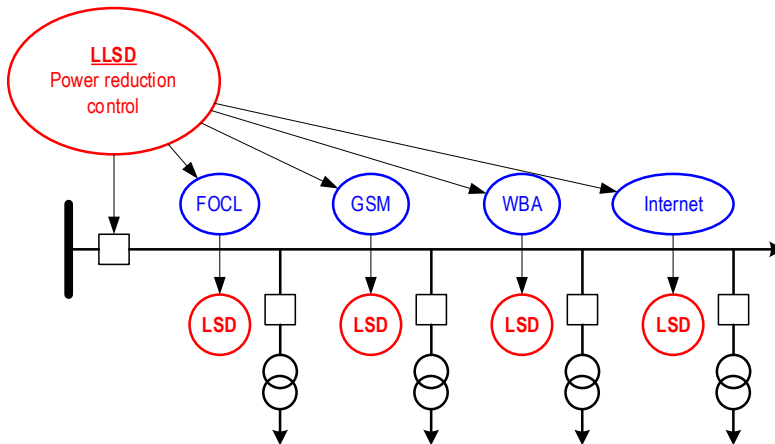 LLSD
Power reduction
control
FOCL
GSM
WBA
Internet
LSD
LSD
LSD
LSD